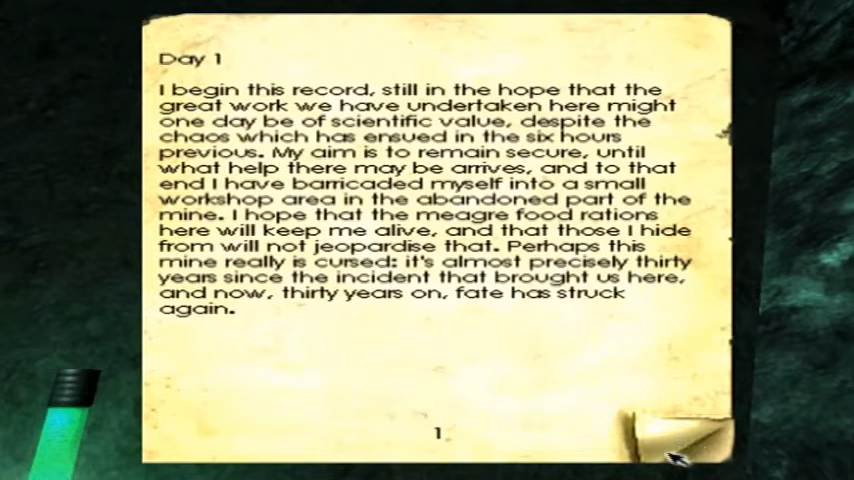 Day 1
I begin this record, still in the hope that the
great work we have undertaken here might
one day be of scientific value, despite the
chaos which has ensued in the six hours
previous. My aim is to remain secure, until
what help there may be arrives, and to that
end I have barricaded myself into a small
workshop area in the abandoned part of the
mine. I hope that the meagre food rations
here will keep me alive, and that those I hide
from will not jeopardise that. Perhaps this
mine really is cursed: it's almost precisely thirty
years since the incident that brought us here,
and now, thirty years on, fate has struck
again.
1